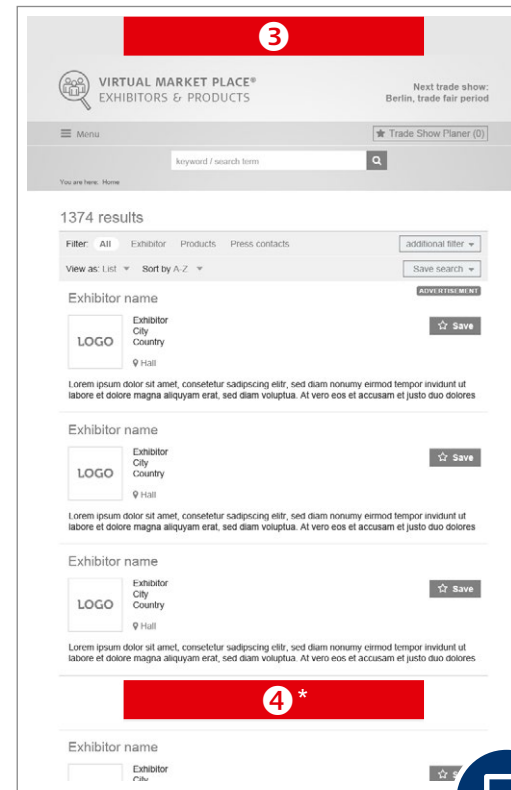 3
VIRTUAL MARKET PLACE®
EXHIBITORS & PRODUCTS
Next trade show:
Berlin, trade fair period
Menu
Trade Show Planer (0)
keyword / search term
You are here: Home
1374 results
Filter: All Exhibitor Products Press contacts additional filter
View as: List Sort by A-Z Save search
ADVERTISEMENT
Exhibitor name
LOGO
Exhibitor
City
Country
Hall
Save
Lorem ipsum dolor sit amet, consetetur sadipscing elitr, sed diam nonumy eirmod tempor invidunt ut
labore et dolore magna aliquyam erat, sed diam voluptua. At vero eos et accusam et justo duo dolores
Exhibitor name
LOGO
Exhibitor
City
Country
Hall
Save
Lorem ipsum dolor sit amet, consetetur sadipscing elitr, sed diam nonumy eirmod tempor invidunt ut
labore et dolore magna aliquyam erat, sed diam voluptua. At vero eos et accusam et justo duo dolores
Exhibitor name
LOGO
Exhibitor
City
Country
Hall
Save
Lorem ipsum dolor sit amet, consetetur sadipscing elitr, sed diam nonumy eirmod tempor invidunt ut
labore et dolore magna aliquyam erat, sed diam voluptua. At vero eos et accusam et justo duo dolores
4 *
Exhibitor name
Exhibitor
City